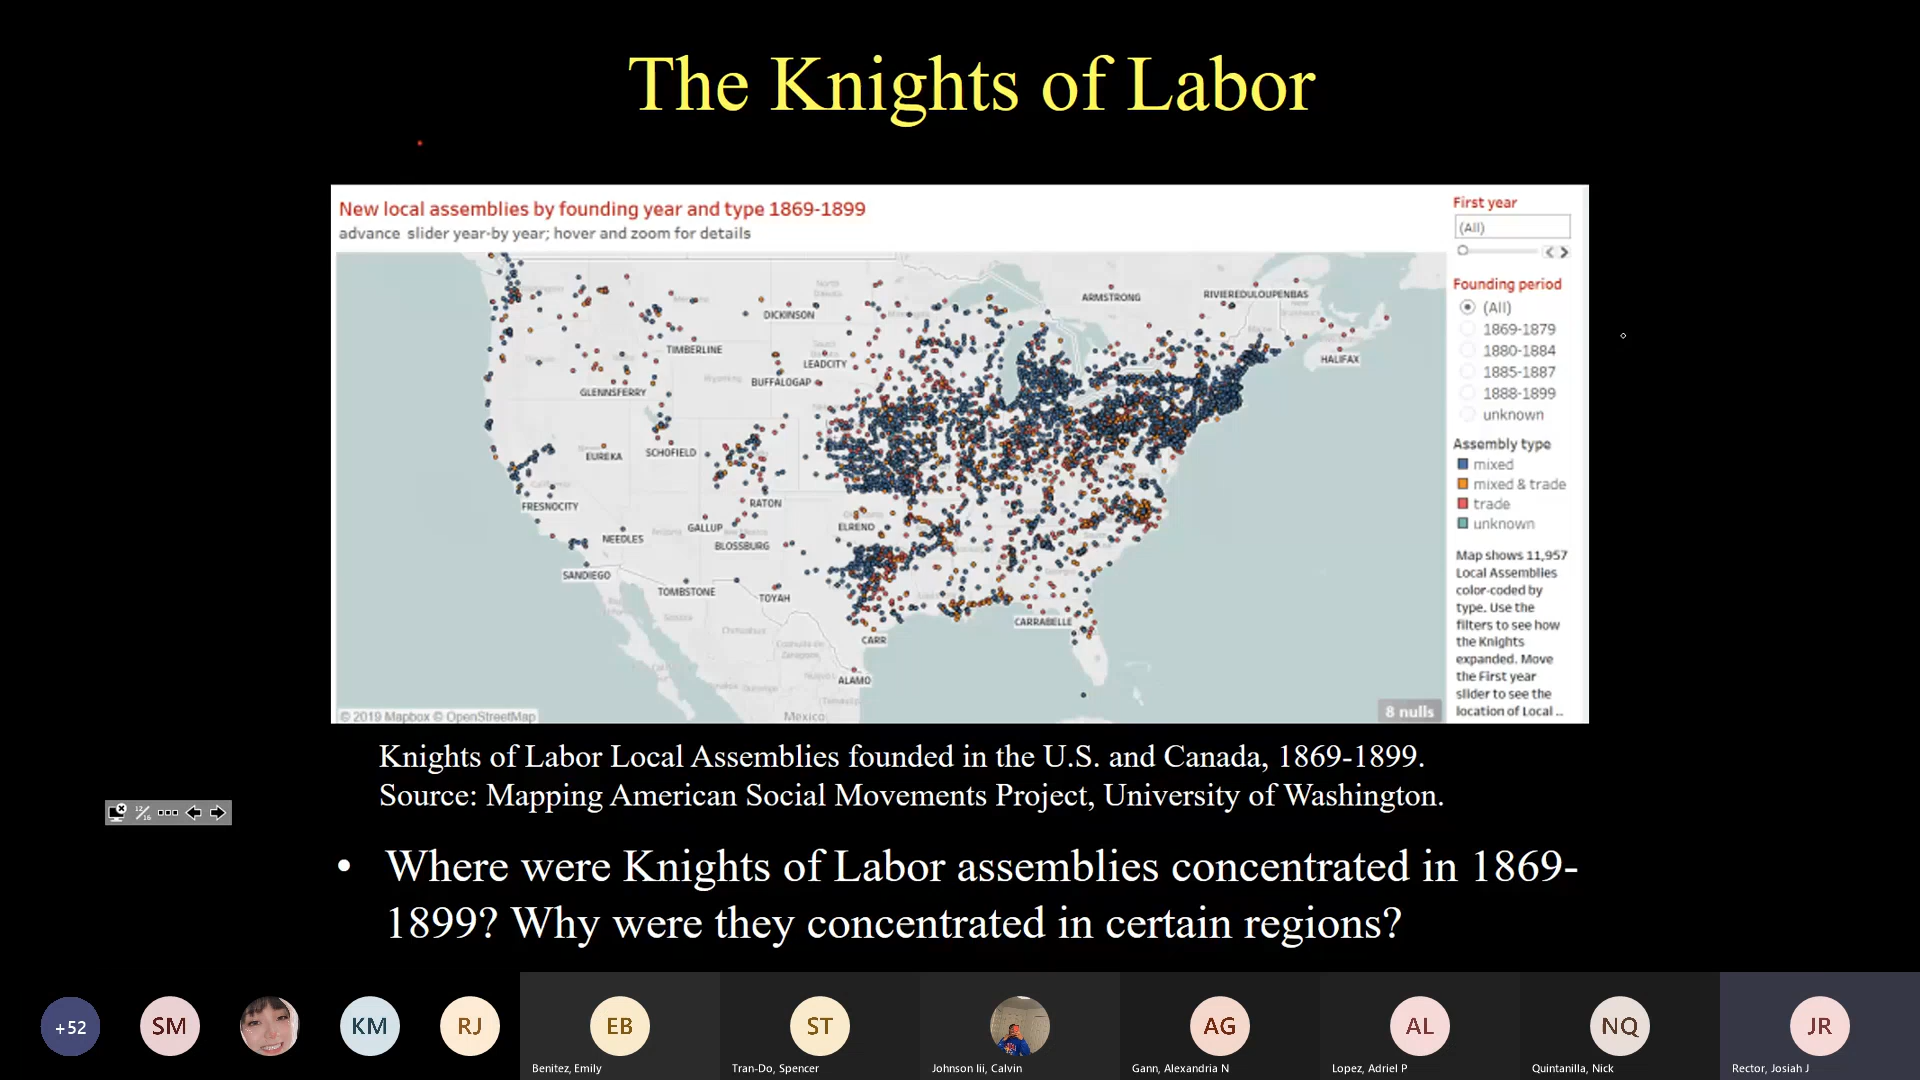 The Knights of Labor
New local assemblies by founding year and type 1869-1899
advance slider year-by year; hover and zoom for details
First year
(All)
Founding period
(All)
1869-1879
1880-1884
1885-1887
1888-1899
unknown
Assembly type
mixed
mixed & trade
trade
unknown
Map shows 11,957
Local Assemblies
color-coded by
type. Use the
filters to see how
the Knights
expanded. Move
the First year
slider to see the
location of Local ..
ARMSTRONG
RIVIEREDULOUPENBAS
DICKINSON
TIMBERLINE
HALIFAX
LEADCITY
BUFFALOGAP
GLENNSFERRY
EUREKA
SCHOFIELD
FRESNOCITY
RATON
GALLUP
ELRENO
NEEDLES
BLOSSBURG
SANDIEGO
TOMBSTONE
TOYAH
CARRABELLE
CARR
ALAMO
Mexico
© 2019 Mapbox © OpenStreetMap
8 nulls
Knights of Labor Local Assemblies founded in the U.S. and Canada, 1869-1899.
Source: Mapping American Social Movements Project, University of Washington.
12/16
• Where were Knights of Labor assemblies concentrated in 1869-
1899? Why were they concentrated in certain regions?
+52
SM
KM
RJ
EB
ST
AG
AL
NQ
JR
Benitez, Emily
Tran-Do, Spencer
Johnson Iii, Calvin
Gann, Alexandria N
Lopez, Adriel P
Quintanilla, Nick
Rector, Josiah J